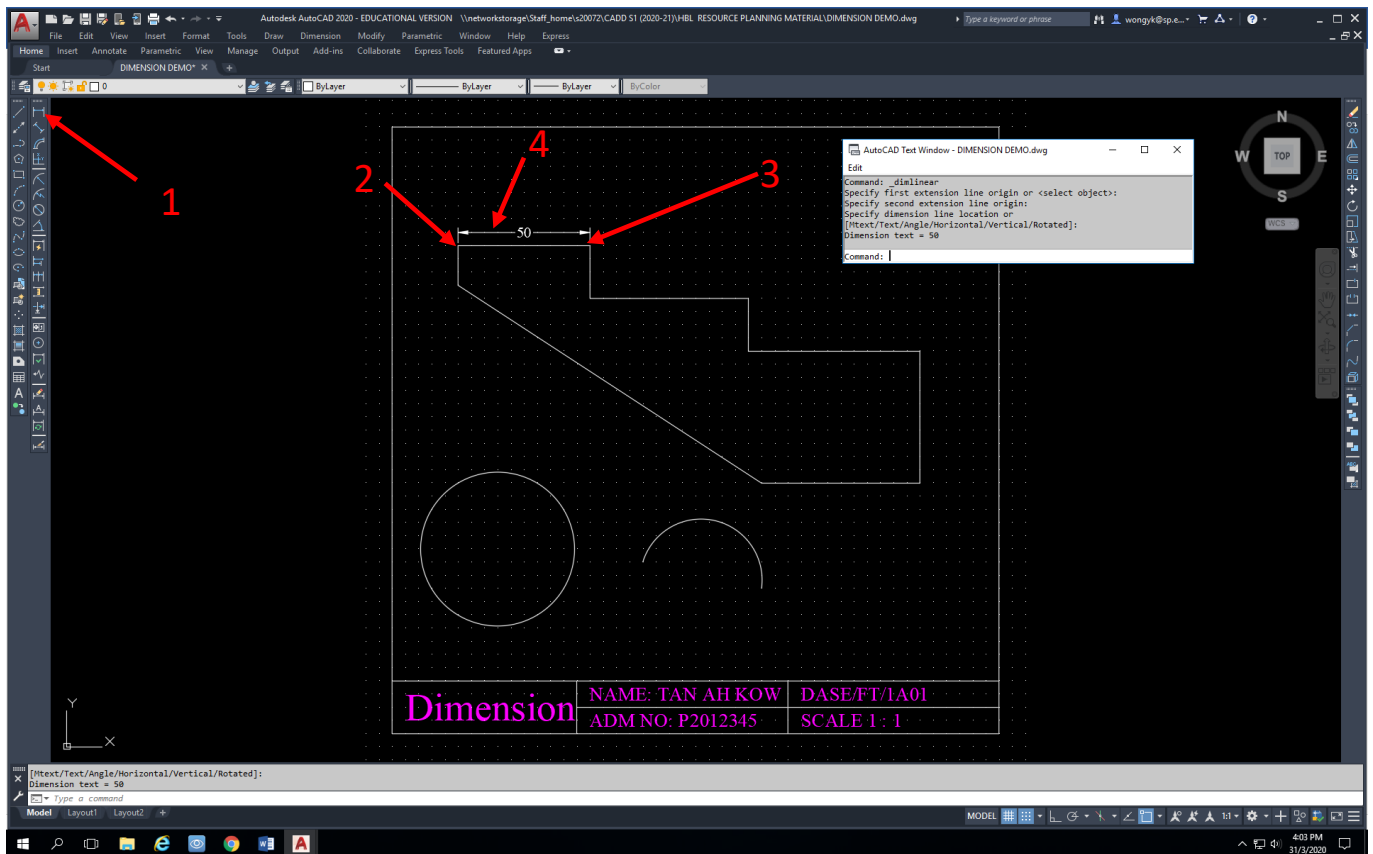 Autodesk AutoCAD 2020 - EDUCATIONAL VERSION \\networkstorage\Staff_home\s20072\CADD S1 (2020-21)\HBL RESOURCE PLANNING MATERIAL\DIMENSION DEMO.dwg
Type a keyword or phrase
wongyk@sp.e...
File Edit View Insert Format Tools Draw Dimension Modify Parametric Window Help Express
Home Insert Annotate Parametric View Manage Output Add-ins Collaborate Express Tools Featured Apps
Start DIMENSION DEMO* +
0 ByLayer ByLayer ByLayer ByColor
1
2
3
4
50
AutoCAD Text Window - DIMENSION DEMO.dwg
Edit
Command: _dimlinear
Specify first extension line origin or <select object>:
Specify second extension line origin:
Specify dimension line location or
[Mtext/Text/Angle/Horizontal/Vertical/Rotated]:
Dimension text = 50
Command:
N
W TOP E
S
WCS
Dimension
NAME: TAN AH KOW DASE/FT/1A01
ADM NO: P2012345 SCALE 1 : 1
Y
X
[Mtext/Text/Angle/Horizontal/Vertical/Rotated]:
Dimension text = 50
Type a command
Model Layout1 Layout2 +
MODEL 1:1
4:03 PM
31/3/2020